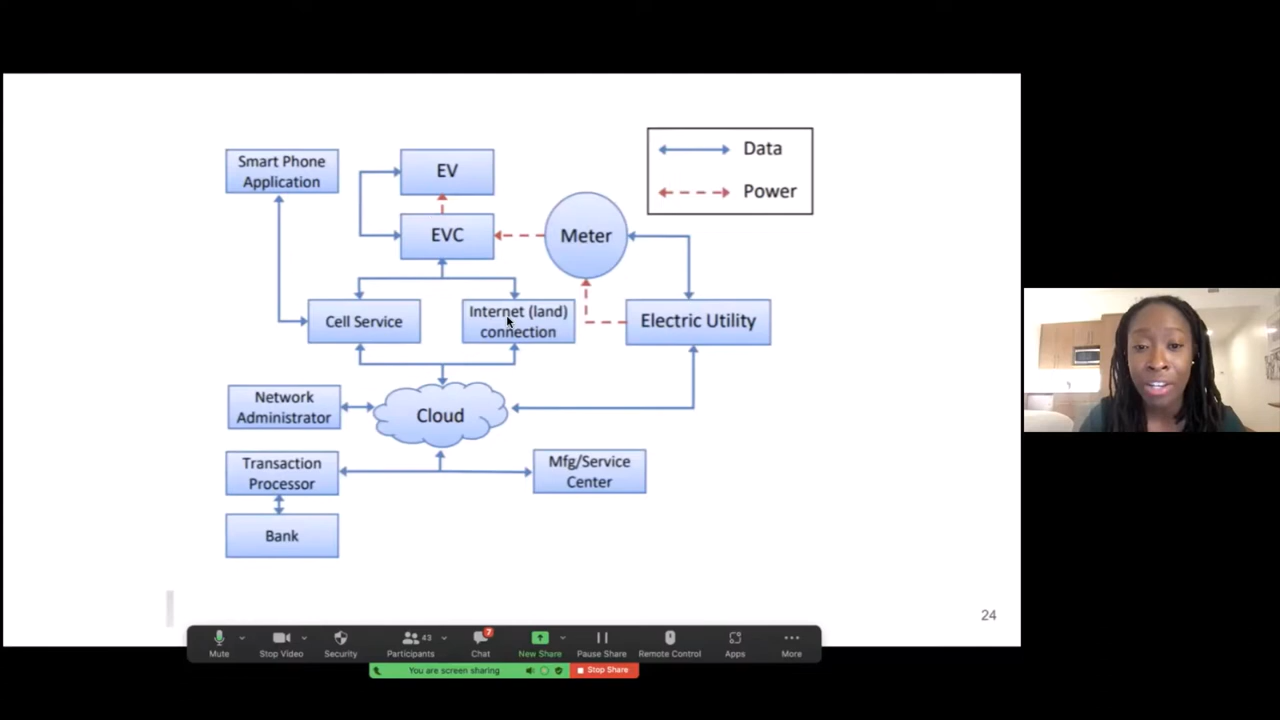 Smart Phone
Application
EV
Data
Power
EVC
Meter
Cell Service
Internet (land)
connection
Electric Utility
Network
Administrator
Cloud
Transaction
Processor
Mfg/Service
Center
Bank
24
Mute
Stop Video
Security
43
Participants
7
Chat
New Share
Pause Share
Remote Control
Apps
More
You are screen sharing
Stop Share